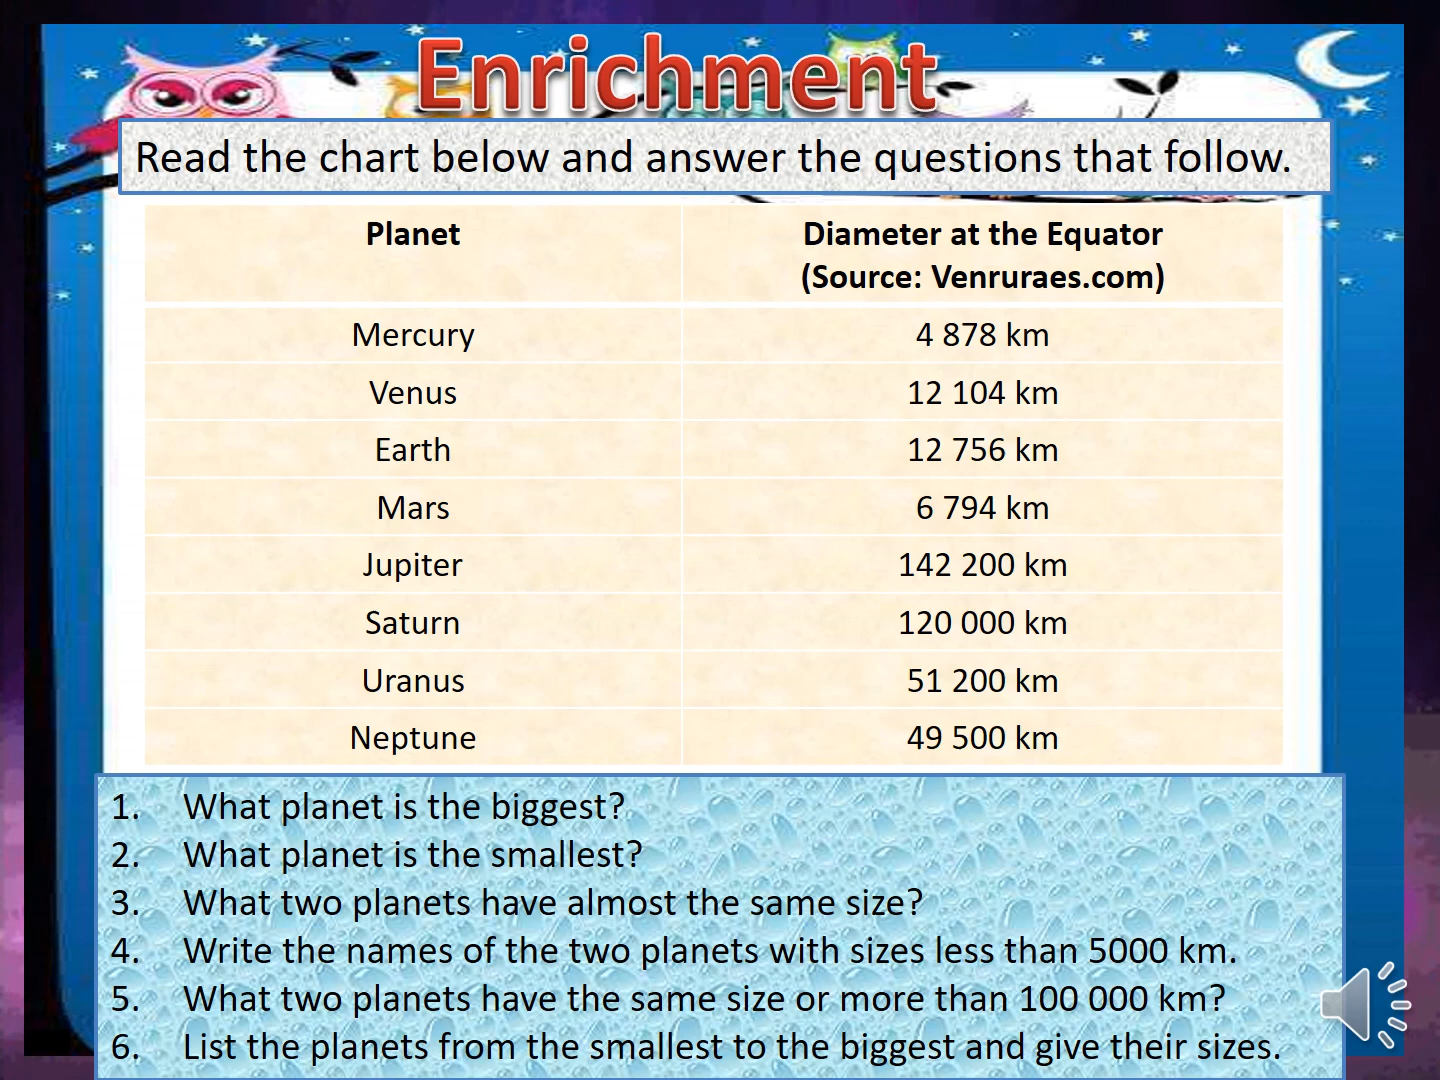 Enrichment
Read the chart below and answer the questions that follow.
Planet
Diameter at the Equator
(Source: Venruraes.com)
Mercury 4 878 km
Venus 12 104 km
Earth 12 756 km
Mars 6 794 km
Jupiter 142 200 km
Saturn 120 000 km
Uranus 51 200 km
Neptune 49 500 km
1. What planet is the biggest?
2. What planet is the smallest?
3. What two planets have almost the same size?
4. Write the names of the two planets with sizes less than 5000 km.
5. What two planets have the same size or more than 100 000 km?
6. List the planets from the smallest to the biggest and give their sizes.